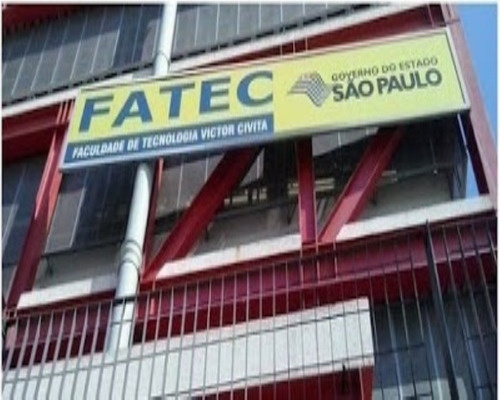 FATEC
FACULDADE DE TECNOLOGIA VICTOR CIVITA
GOVERNO DO ESTADO
SÃO PAULO